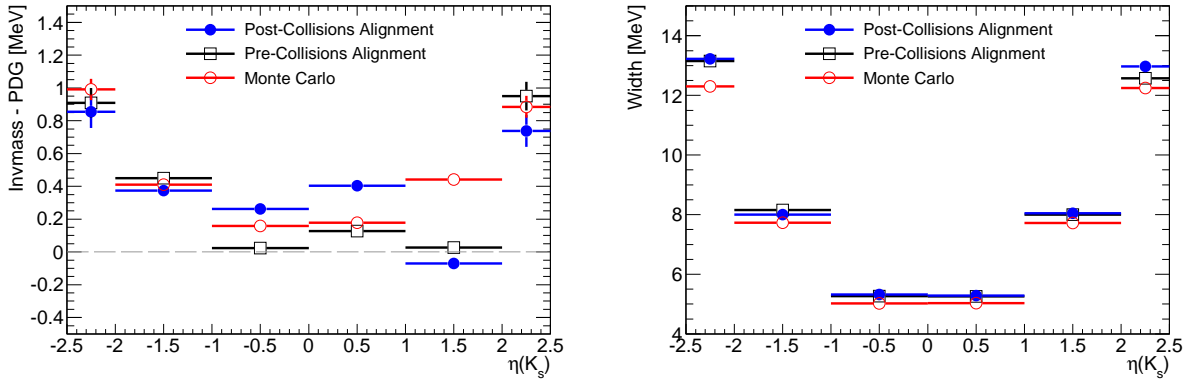 Invmass - PDG [MeV]
1.4
1.2
1
0.8
0.6
0.4
0.2
0
-0.2
-0.4
Post-Collisions Alignment
Pre-Collisions Alignment
Monte Carlo
-2.5 -2 -1.5 -1 -0.5 0 0.5 1 1.5 2 2.5
η(Ks)
Width [MeV]
14
12
10
8
6
4
Post-Collisions Alignment
Pre-Collisions Alignment
Monte Carlo
-2.5 -2 -1.5 -1 -0.5 0 0.5 1 1.5 2 2.5
η(Ks)